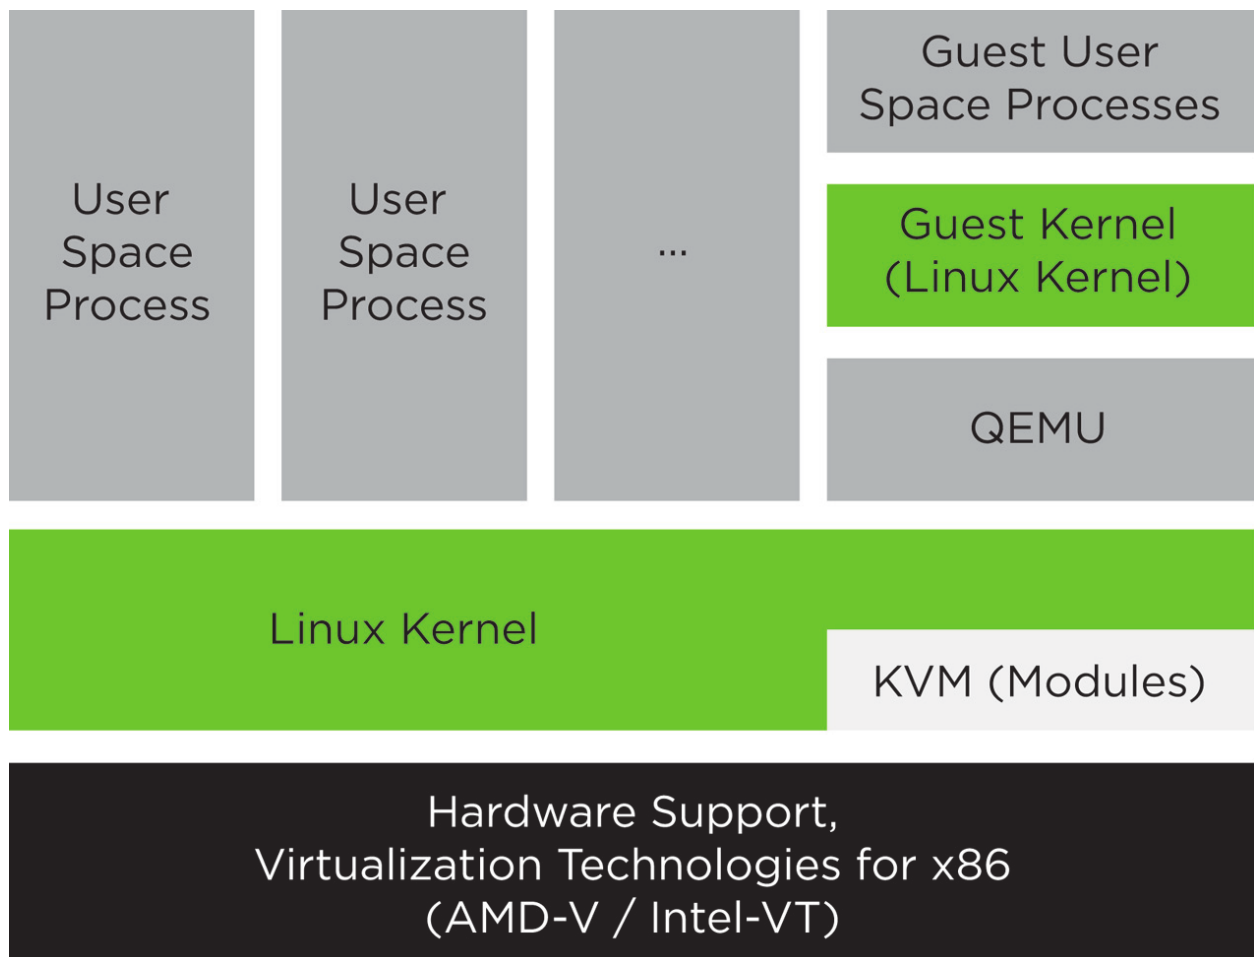 User
Space
Process
User
Space
Process
...
Guest User
Space Processes
Guest Kernel
(Linux Kernel)
QEMU
Linux Kernel
KVM (Modules)
Hardware Support,
Virtualization Technologies for x86
(AMD-V / Intel-VT)